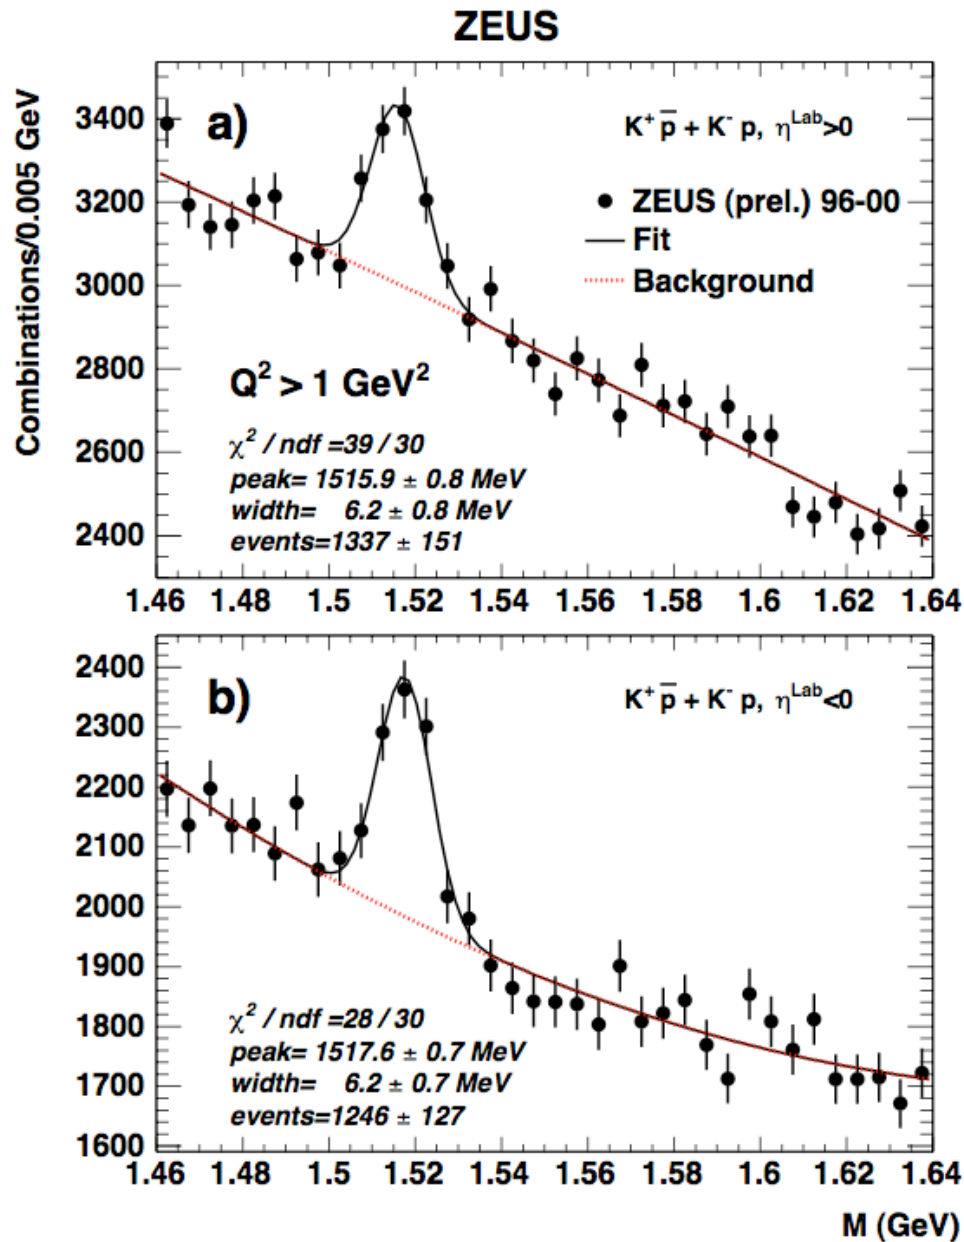 ZEUS
Combinations/0.005 GeV
a)
K⁺ p̅ + K⁻ p, η^Lab>0
ZEUS (prel.) 96-00
Fit
Background
Q² > 1 GeV²
χ² / ndf =39 / 30
peak= 1515.9 ± 0.8 MeV
width= 6.2 ± 0.8 MeV
events=1337 ± 151
3400
3200
3000
2800
2600
2400
1.46 1.48 1.5 1.52 1.54 1.56 1.58 1.6 1.62 1.64
b)
K⁺ p̅ + K⁻ p, η^Lab<0
χ² / ndf =28 / 30
peak= 1517.6 ± 0.7 MeV
width= 6.2 ± 0.7 MeV
events=1246 ± 127
2400
2300
2200
2100
2000
1900
1800
1700
1600
1.46 1.48 1.5 1.52 1.54 1.56 1.58 1.6 1.62 1.64
M (GeV)